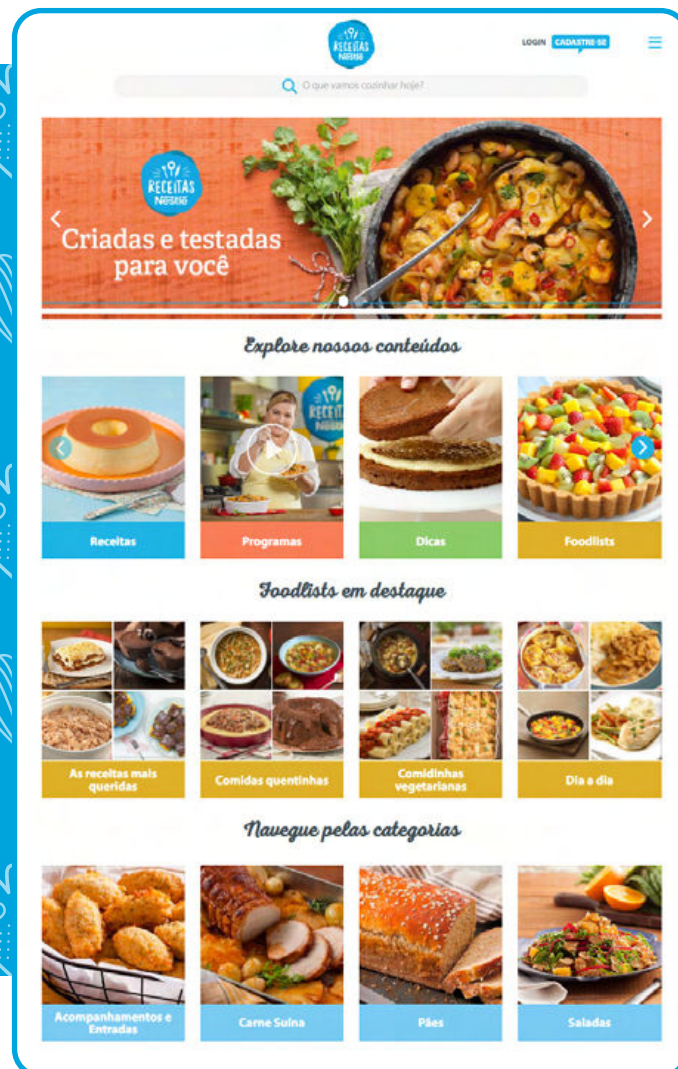 RECEITAS
Nestlé
LOGIN CADASTRE-SE
O que vamos cozinhar hoje?
RECEITAS
Nestlé
Criadas e testadas
para você
Explore nossos conteúdos
Receitas
Programas
Dicas
Foodlists
Foodlists em destaque
As receitas mais
queridas
Comidas quentinhas
Comidinhas
vegetarianas
Dia a dia
Navegue pelas categorias
Acompanhamentos e
Entradas
Carne Suína
Pães
Saladas